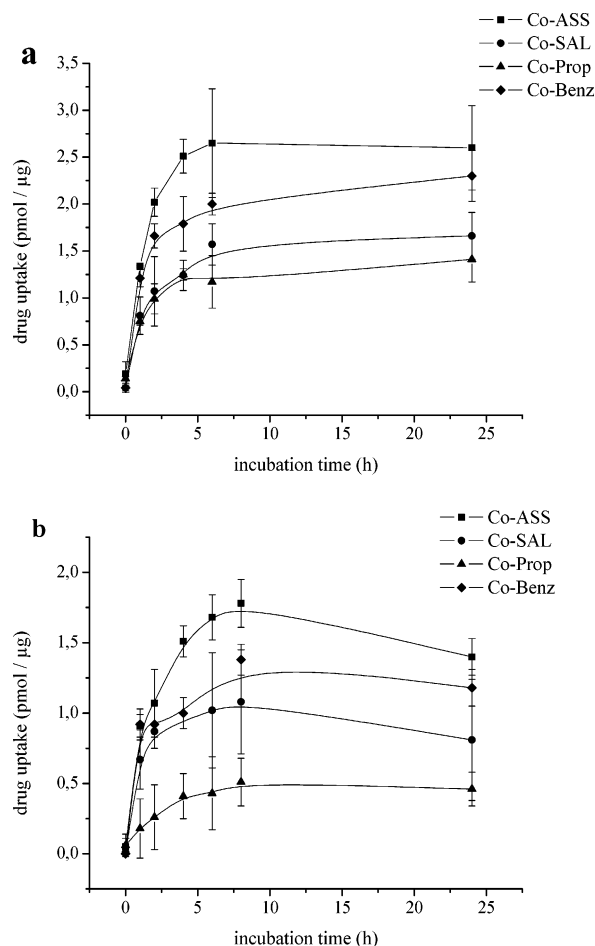 a
Co-ASS
Co-SAL
Co-Prop
Co-Benz
3,5
3,0
2,5
2,0
1,5
1,0
0,5
0,0
drug uptake (pmol / µg)
0 5 10 15 20 25
incubation time (h)
b
Co-ASS
Co-SAL
Co-Prop
Co-Benz
2,0
1,5
1,0
0,5
0,0
drug uptake (pmol / µg)
0 5 10 15 20 25
incubation time (h)